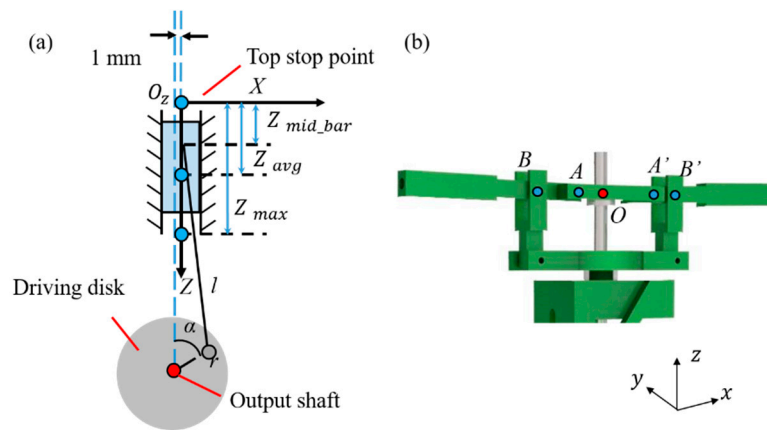 (a)
1 mm
Top stop point
O_Z
X
Z_mid_bar
Z_avg
Z_max
Z
l
Driving disk
α
r
Output shaft
(b)
B
A
A’
B’
O
z
y
x